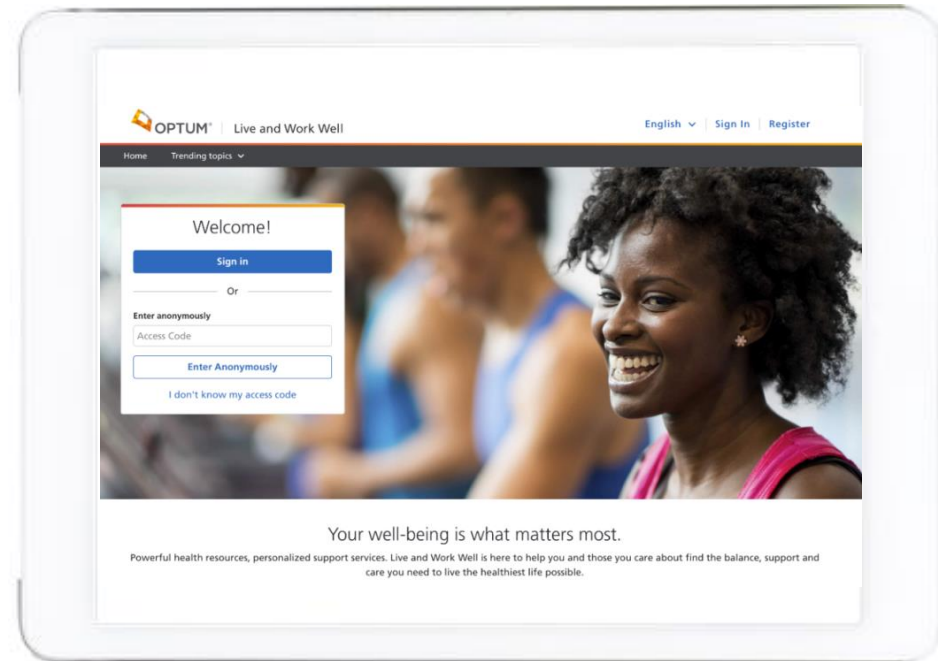 OPTUM® Live and Work Well
English Sign In Register
Home Trending topics
Welcome!
Sign in
Or
Enter anonymously
Access Code
Enter Anonymously
I don't know my access code
Your well-being is what matters most.
Powerful health resources, personalized support services. Live and Work Well is here to help you and those you care about find the balance, support and
care you need to live the healthiest life possible.